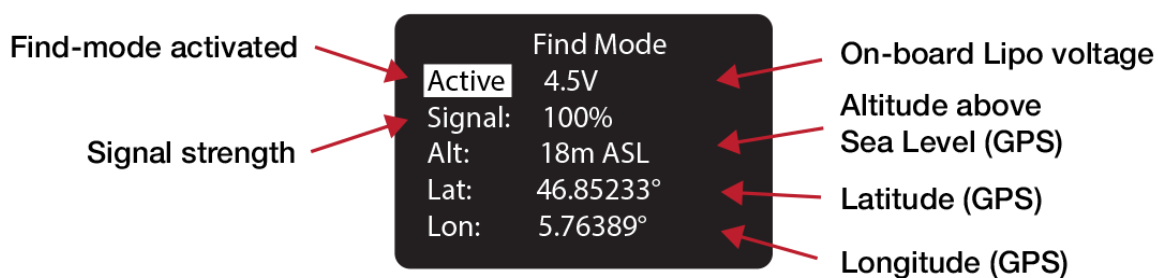 Find-mode activated
Signal strength
Find Mode
Active 4.5V
Signal: 100%
Alt: 18m ASL
Lat: 46.85233°
Lon: 5.76389°
On-board Lipo voltage
Altitude above
Sea Level (GPS)
Latitude (GPS)
Longitude (GPS)